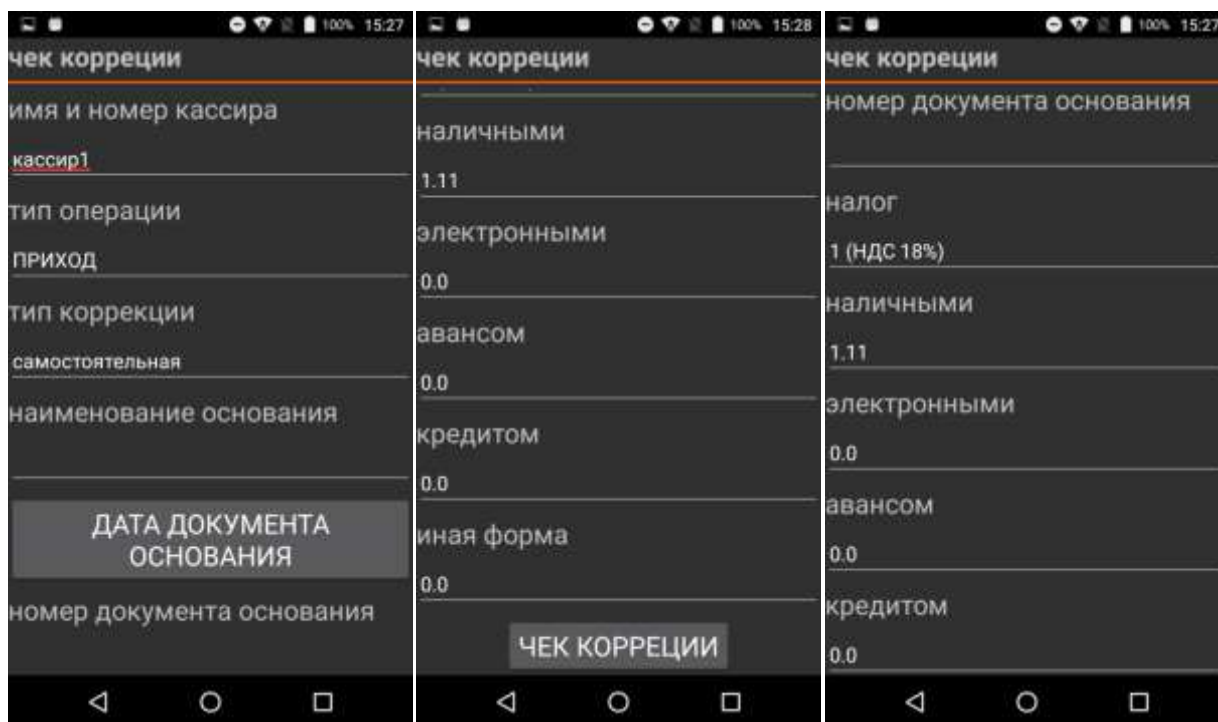 100% 15:27
чек корреции
имя и номер кассира
кассир1
тип операции
ПРИХОД
тип коррекции
самостоятельная
наименование основания
ДАТА ДОКУМЕНТА
ОСНОВАНИЯ
номер документа основания
100% 15:28
чек корреции
наличными
1.11
электронными
0.0
авансом
0.0
кредитом
0.0
иная форма
0.0
ЧЕК КОРРЕЦИИ
100% 15:27
чек корреции
номер документа основания
налог
1 (НДС 18%)
наличными
1.11
электронными
0.0
авансом
0.0
кредитом
0.0